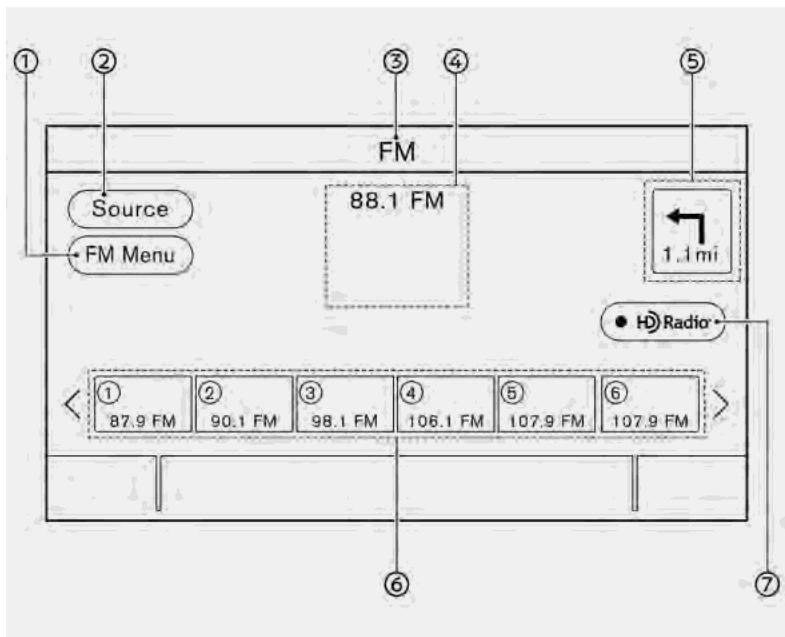 ① ② ③ ④ ⑤
FM
Source
88.1 FM
FM Menu
1.1mi
HD Radio
① ② ③ ④ ⑤ ⑥
87.9 FM 90.1 FM 98.1 FM 106.1 FM 107.9 FM 107.9 FM
⑥ ⑦